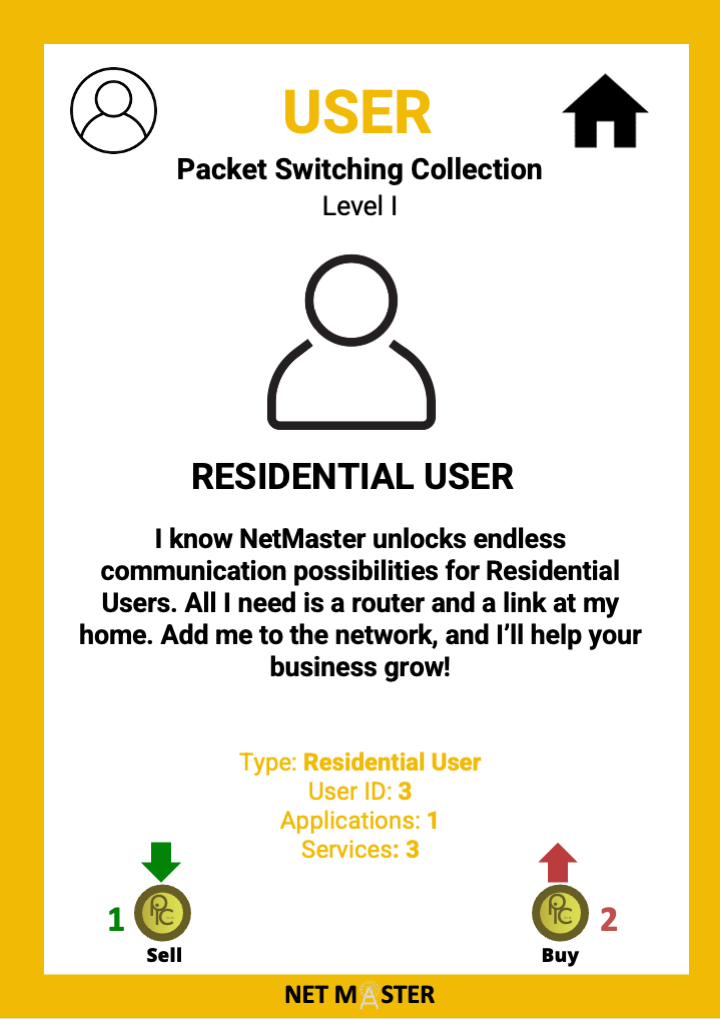 USER
Packet Switching Collection
Level I
RESIDENTIAL USER
I know NetMaster unlocks endless
communication possibilities for Residential
Users. All I need is a router and a link at my
home. Add me to the network, and I’ll help your
business grow!
Type: Residential User
User ID: 3
Applications: 1
Services: 3
1
2
Sell
Buy
NET MASTER